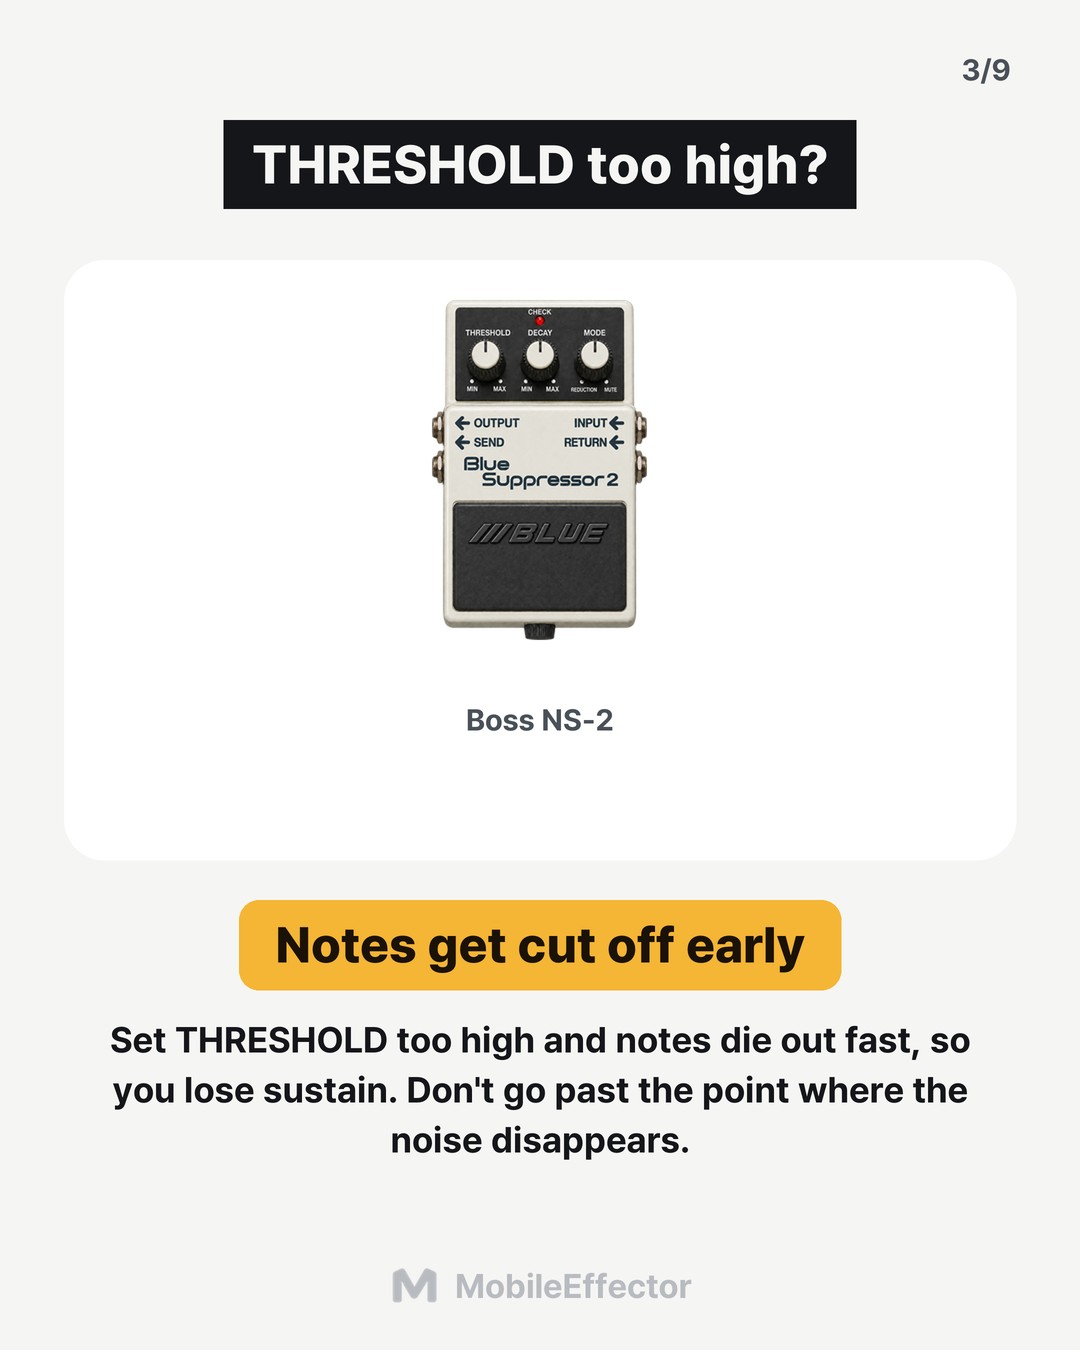 3/9
THRESHOLD too high?
CHECK
THRESHOLD DECAY MODE
MIN MAX MIN MAX REDUCTION MUTE
OUTPUT INPUT
SEND RETURN
Blue
Suppressor 2
BLUE
Boss NS-2
Notes get cut off early
Set THRESHOLD too high and notes die out fast, so
you lose sustain. Don't go past the point where the
noise disappears.
MobileEffector